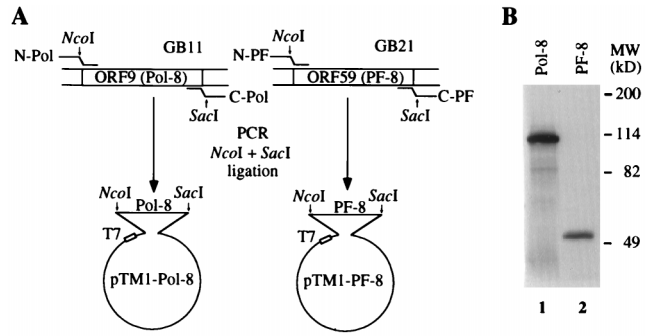 A
NcoI
GB11
N-Pol
ORF9 (Pol-8)
C-Pol
SacI
NcoI
GB21
N-PF
ORF59 (PF-8)
C-PF
SacI
PCR
NcoI + SacI
ligation
NcoI
SacI
Pol-8
T7
pTM1-Pol-8
NcoI
SacI
PF-8
T7
pTM1-PF-8
B
Pol-8
PF-8
MW
(kD)
- 200
- 114
- 82
- 49
1 2